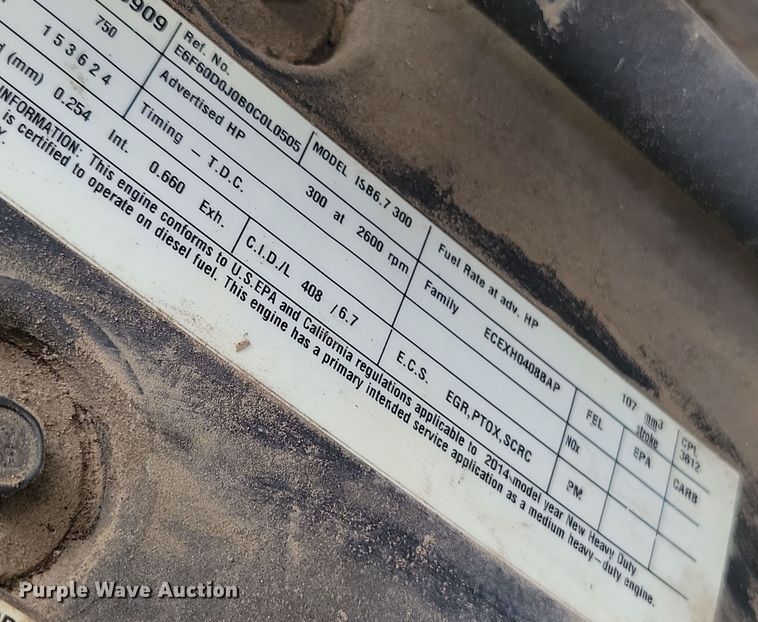 909 Ref. No. MODEL ISB6.7 300 Fuel Rate at adv. HP 107 mm³ stroke CPL 3612
750 E6F60D0J0B0C0L0505
153624 Advertised HP 300 at 2600 rpm Family ECEXH0408BAP FEL EPA CARB
Timing – T.D.C.
(mm) 0.254 Int. 0.660 Exh. C.I.D./L 408 /6.7 E.C.S. EGR,PTOX,SCRC NOx PM
INFORMATION: This engine conforms to U.S.EPA and California regulations applicable to 2014 model year New Heavy Duty
is certified to operate on diesel fuel. This engine has a primary intended service application as a medium heavy–duty engine.
Purple Wave Auction